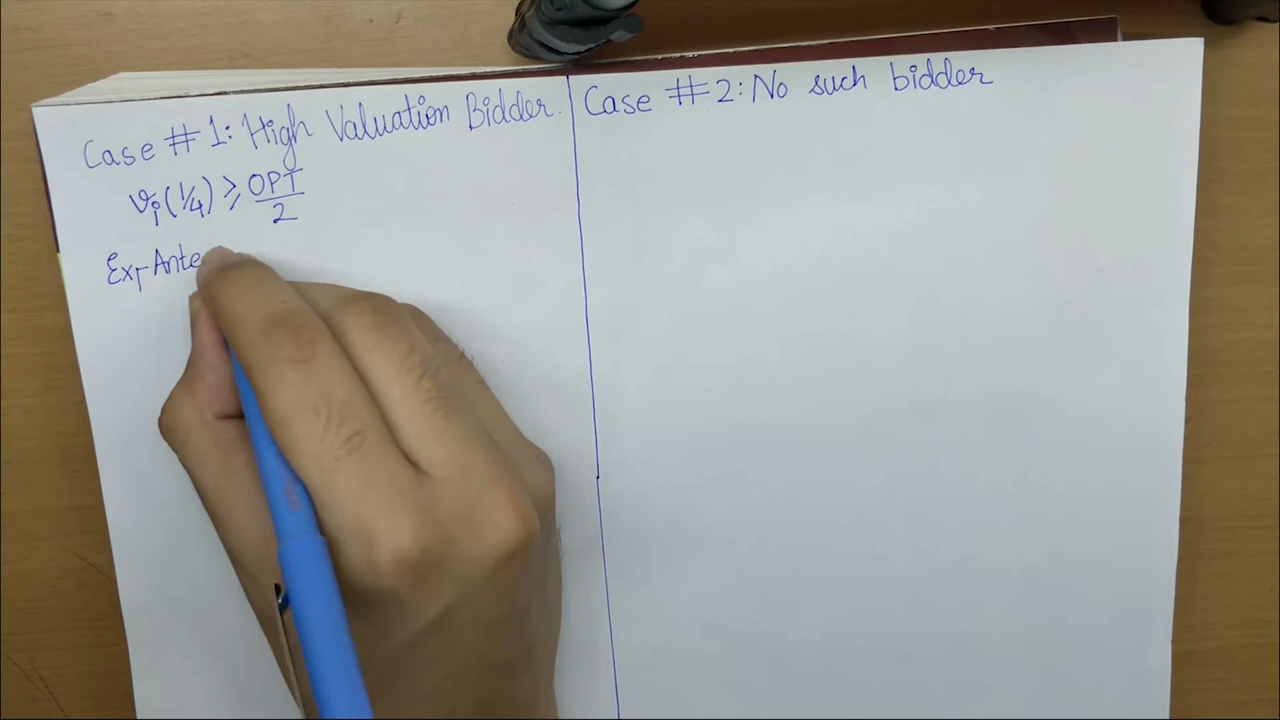 Case #1: High Valuation Bidder.
vᵢ(1/4) ≥ OPT/2
Ex-Ante
Case #2: No such bidder